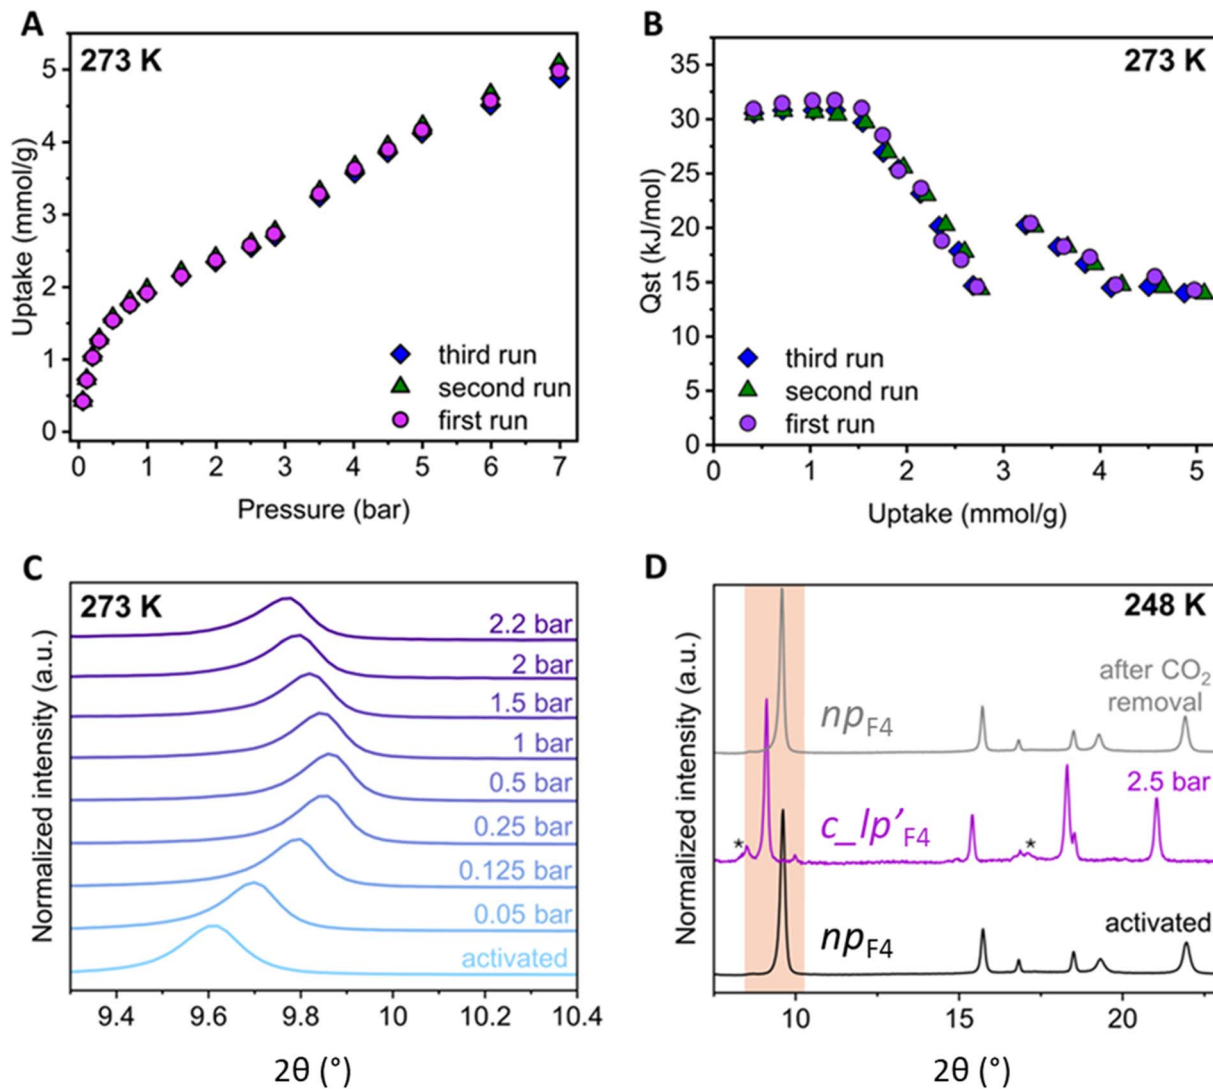 A
273 K
5
4
3
2
1
0
Uptake (mmol/g)
third run
second run
first run
0 1 2 3 4 5 6 7
Pressure (bar)
B
273 K
35
30
25
20
15
10
5
0
Qst (kJ/mol)
third run
second run
first run
0 1 2 3 4 5
Uptake (mmol/g)
C
273 K
Normalized intensity (a.u.)
2.2 bar
2 bar
1.5 bar
1 bar
0.5 bar
0.25 bar
0.125 bar
0.05 bar
activated
9.4 9.6 9.8 10 10.2 10.4
2θ (°)
D
248 K
Normalized intensity (a.u.)
after CO₂
removal
np_F4
2.5 bar
c_lp'_F4
* *
activated
np_F4
10 15 20
2θ (°)